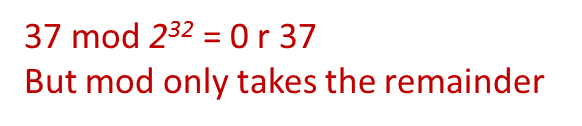 37 mod 2³² = 0 r 37
But mod only takes the remainder